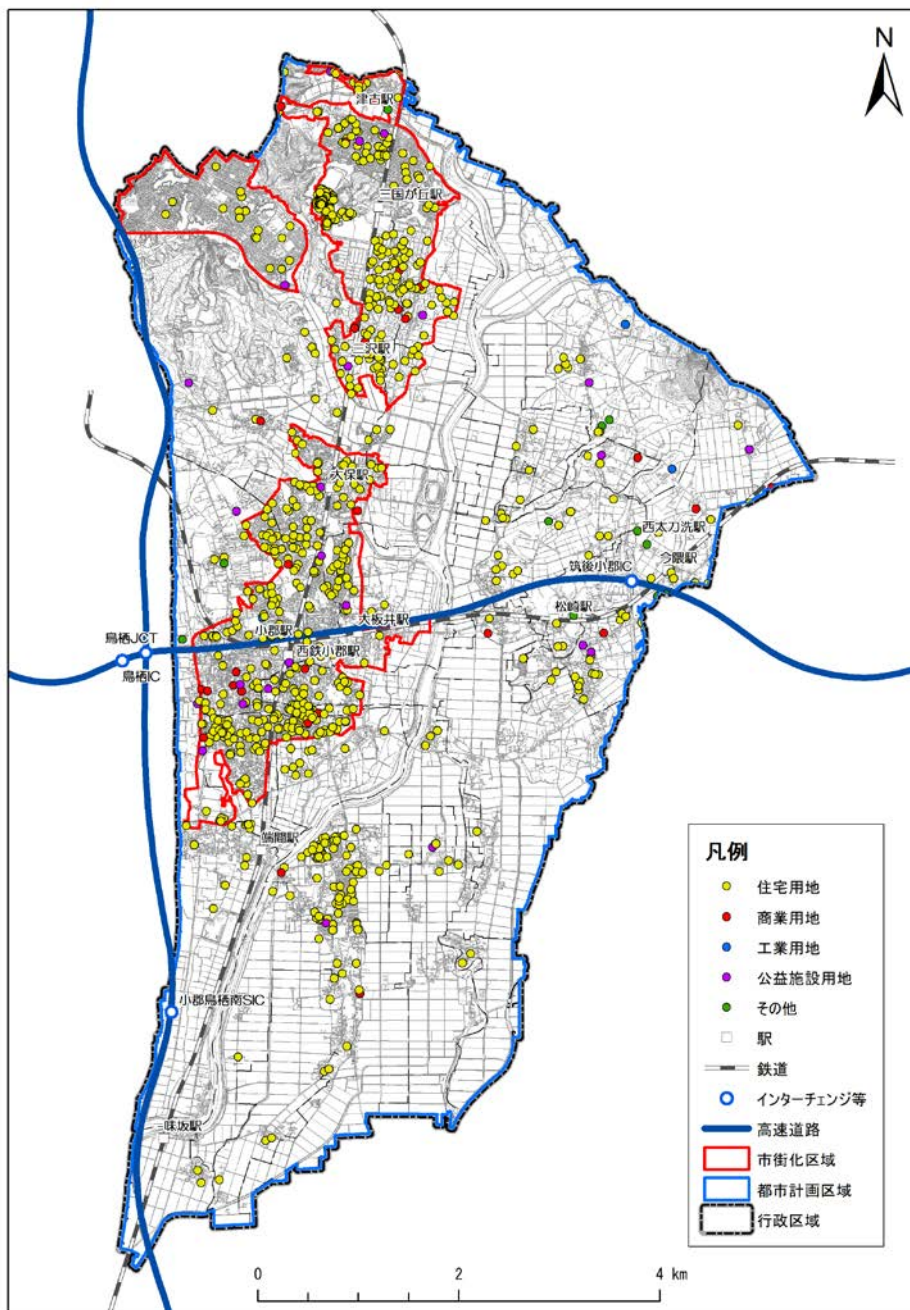 N
津古駅
三国が丘駅
三沢駅
大保駅
西太刀洗駅
今隈駅
筑後小郡IC
松崎駅
大板井駅
小郡駅
西鉄小郡駅
鳥栖JCT
鳥栖IC
端間駅
小郡鳥栖南SIC
味坂駅
凡例
住宅用地
商業用地
工業用地
公益施設用地
その他
駅
鉄道
インターチェンジ等
高速道路
市街化区域
都市計画区域
行政区域
0 2 4 km